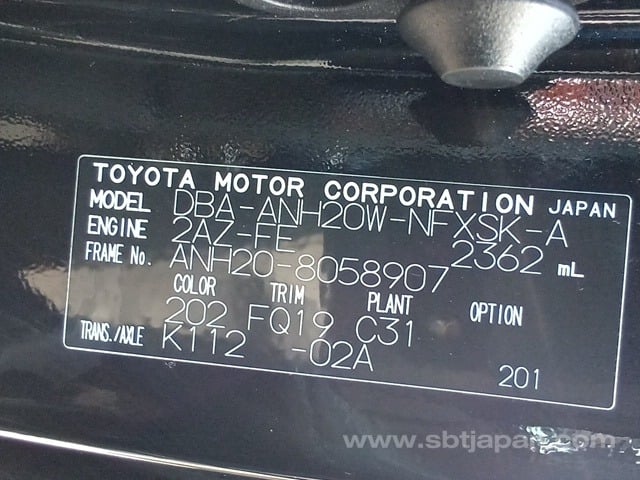 TOYOTA MOTOR CORPORATION JAPAN
MODEL DBA-ANH20W-NFXSK-A
ENGINE 2AZ-FE 2362 mL
FRAME No. ANH20-8058907
COLOR TRIM PLANT OPTION
202 FQ19 C31
TRANS./AXLE K112 -02A 201
www.sbtjapan.com